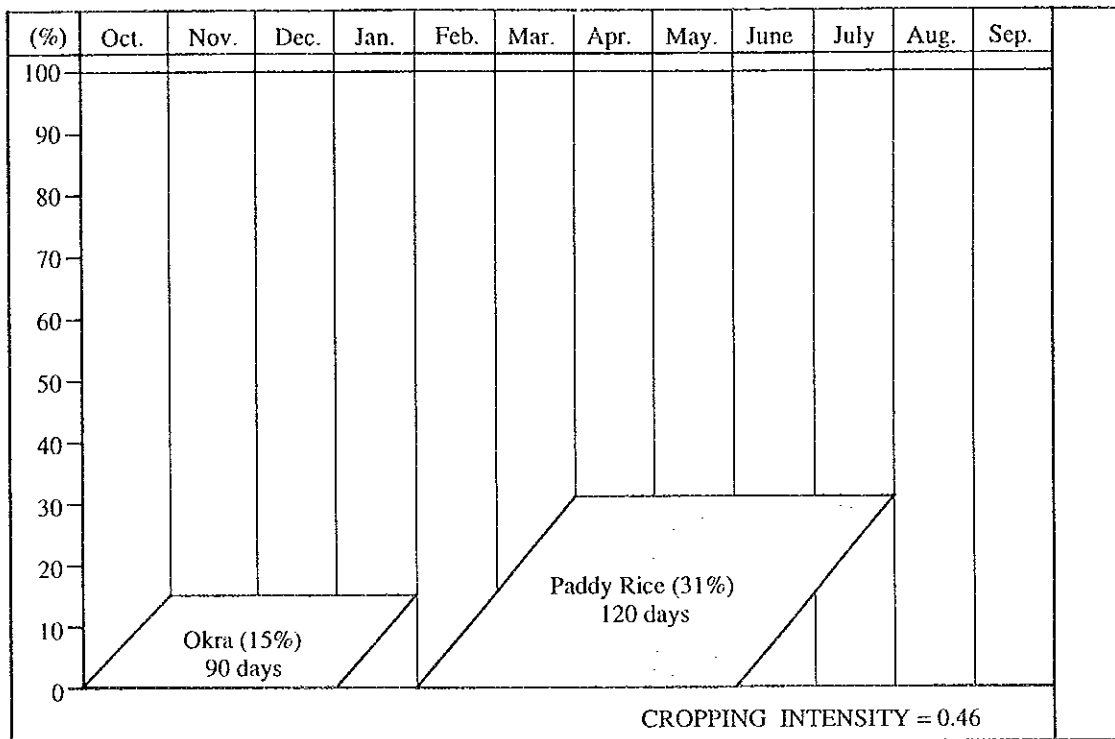 (%) Oct. Nov. Dec. Jan. Feb. Mar. Apr. May. June July Aug. Sep.
100
90
80
70
60
50
40
30
20
10
0
Okra (15%)
90 days
Paddy Rice (31%)
120 days
CROPPING INTENSITY = 0.46